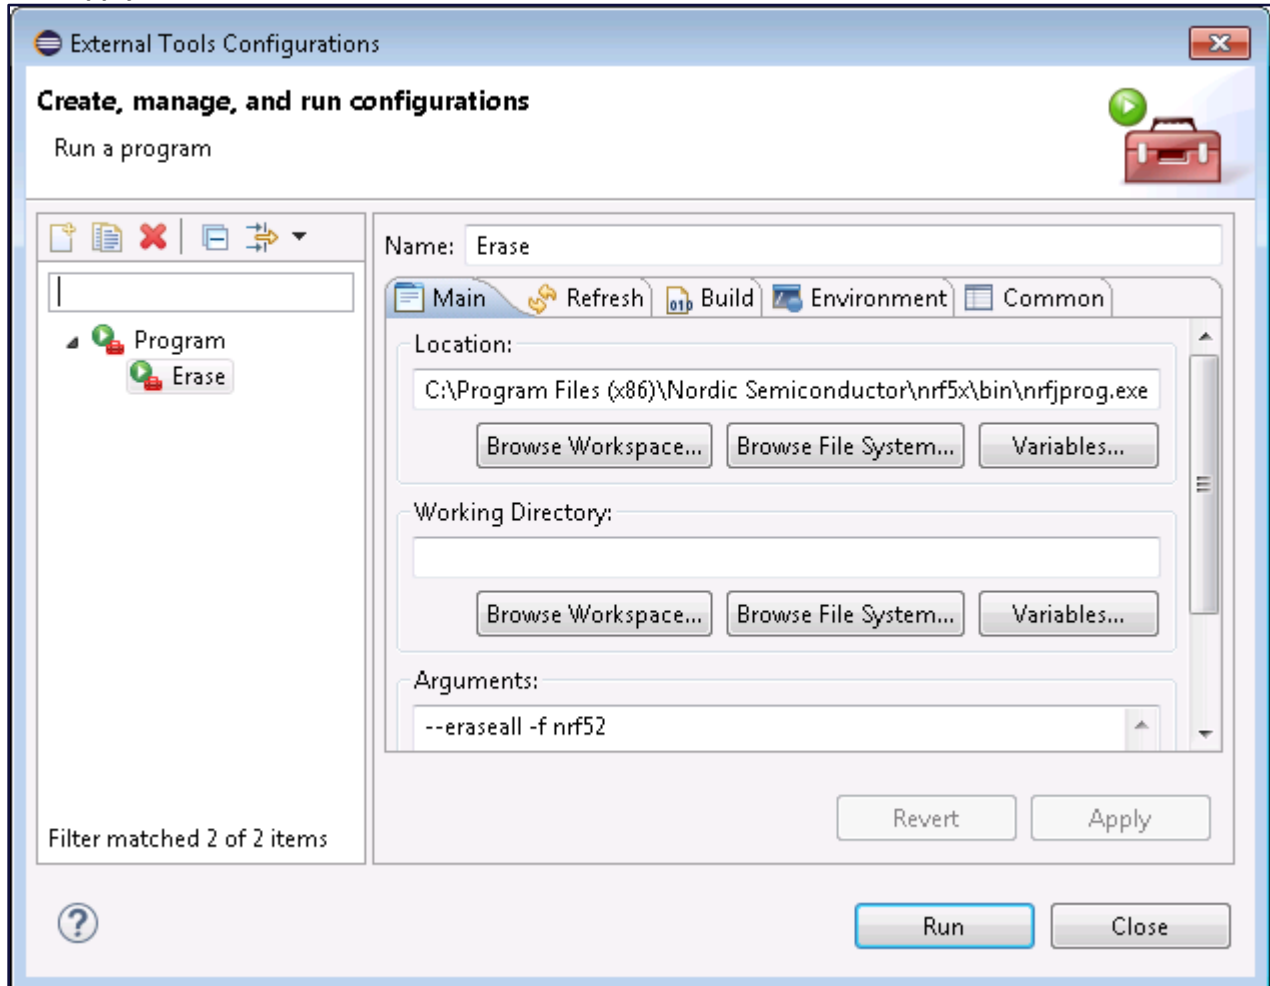 External Tools Configurations
Create, manage, and run configurations
Run a program
Name: Erase
Main Refresh 010 Build Environment Common
Program
Erase
Location:
C:\Program Files (x86)\Nordic Semiconductor\nrf5x\bin\nrfjprog.exe
Browse Workspace... Browse File System... Variables...
Working Directory:
Browse Workspace... Browse File System... Variables...
Arguments:
--eraseall -f nrf52
Revert Apply
Filter matched 2 of 2 items
? Run Close